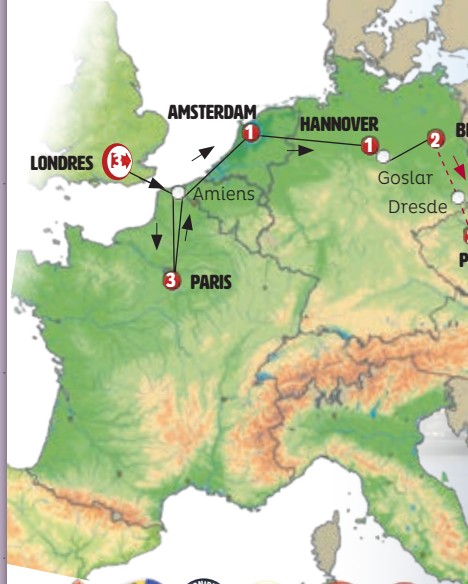 AMSTERDAM
1
HANNOVER
1
2
LONDRES
3
Amiens
Goslar
Dresde
3
PARIS